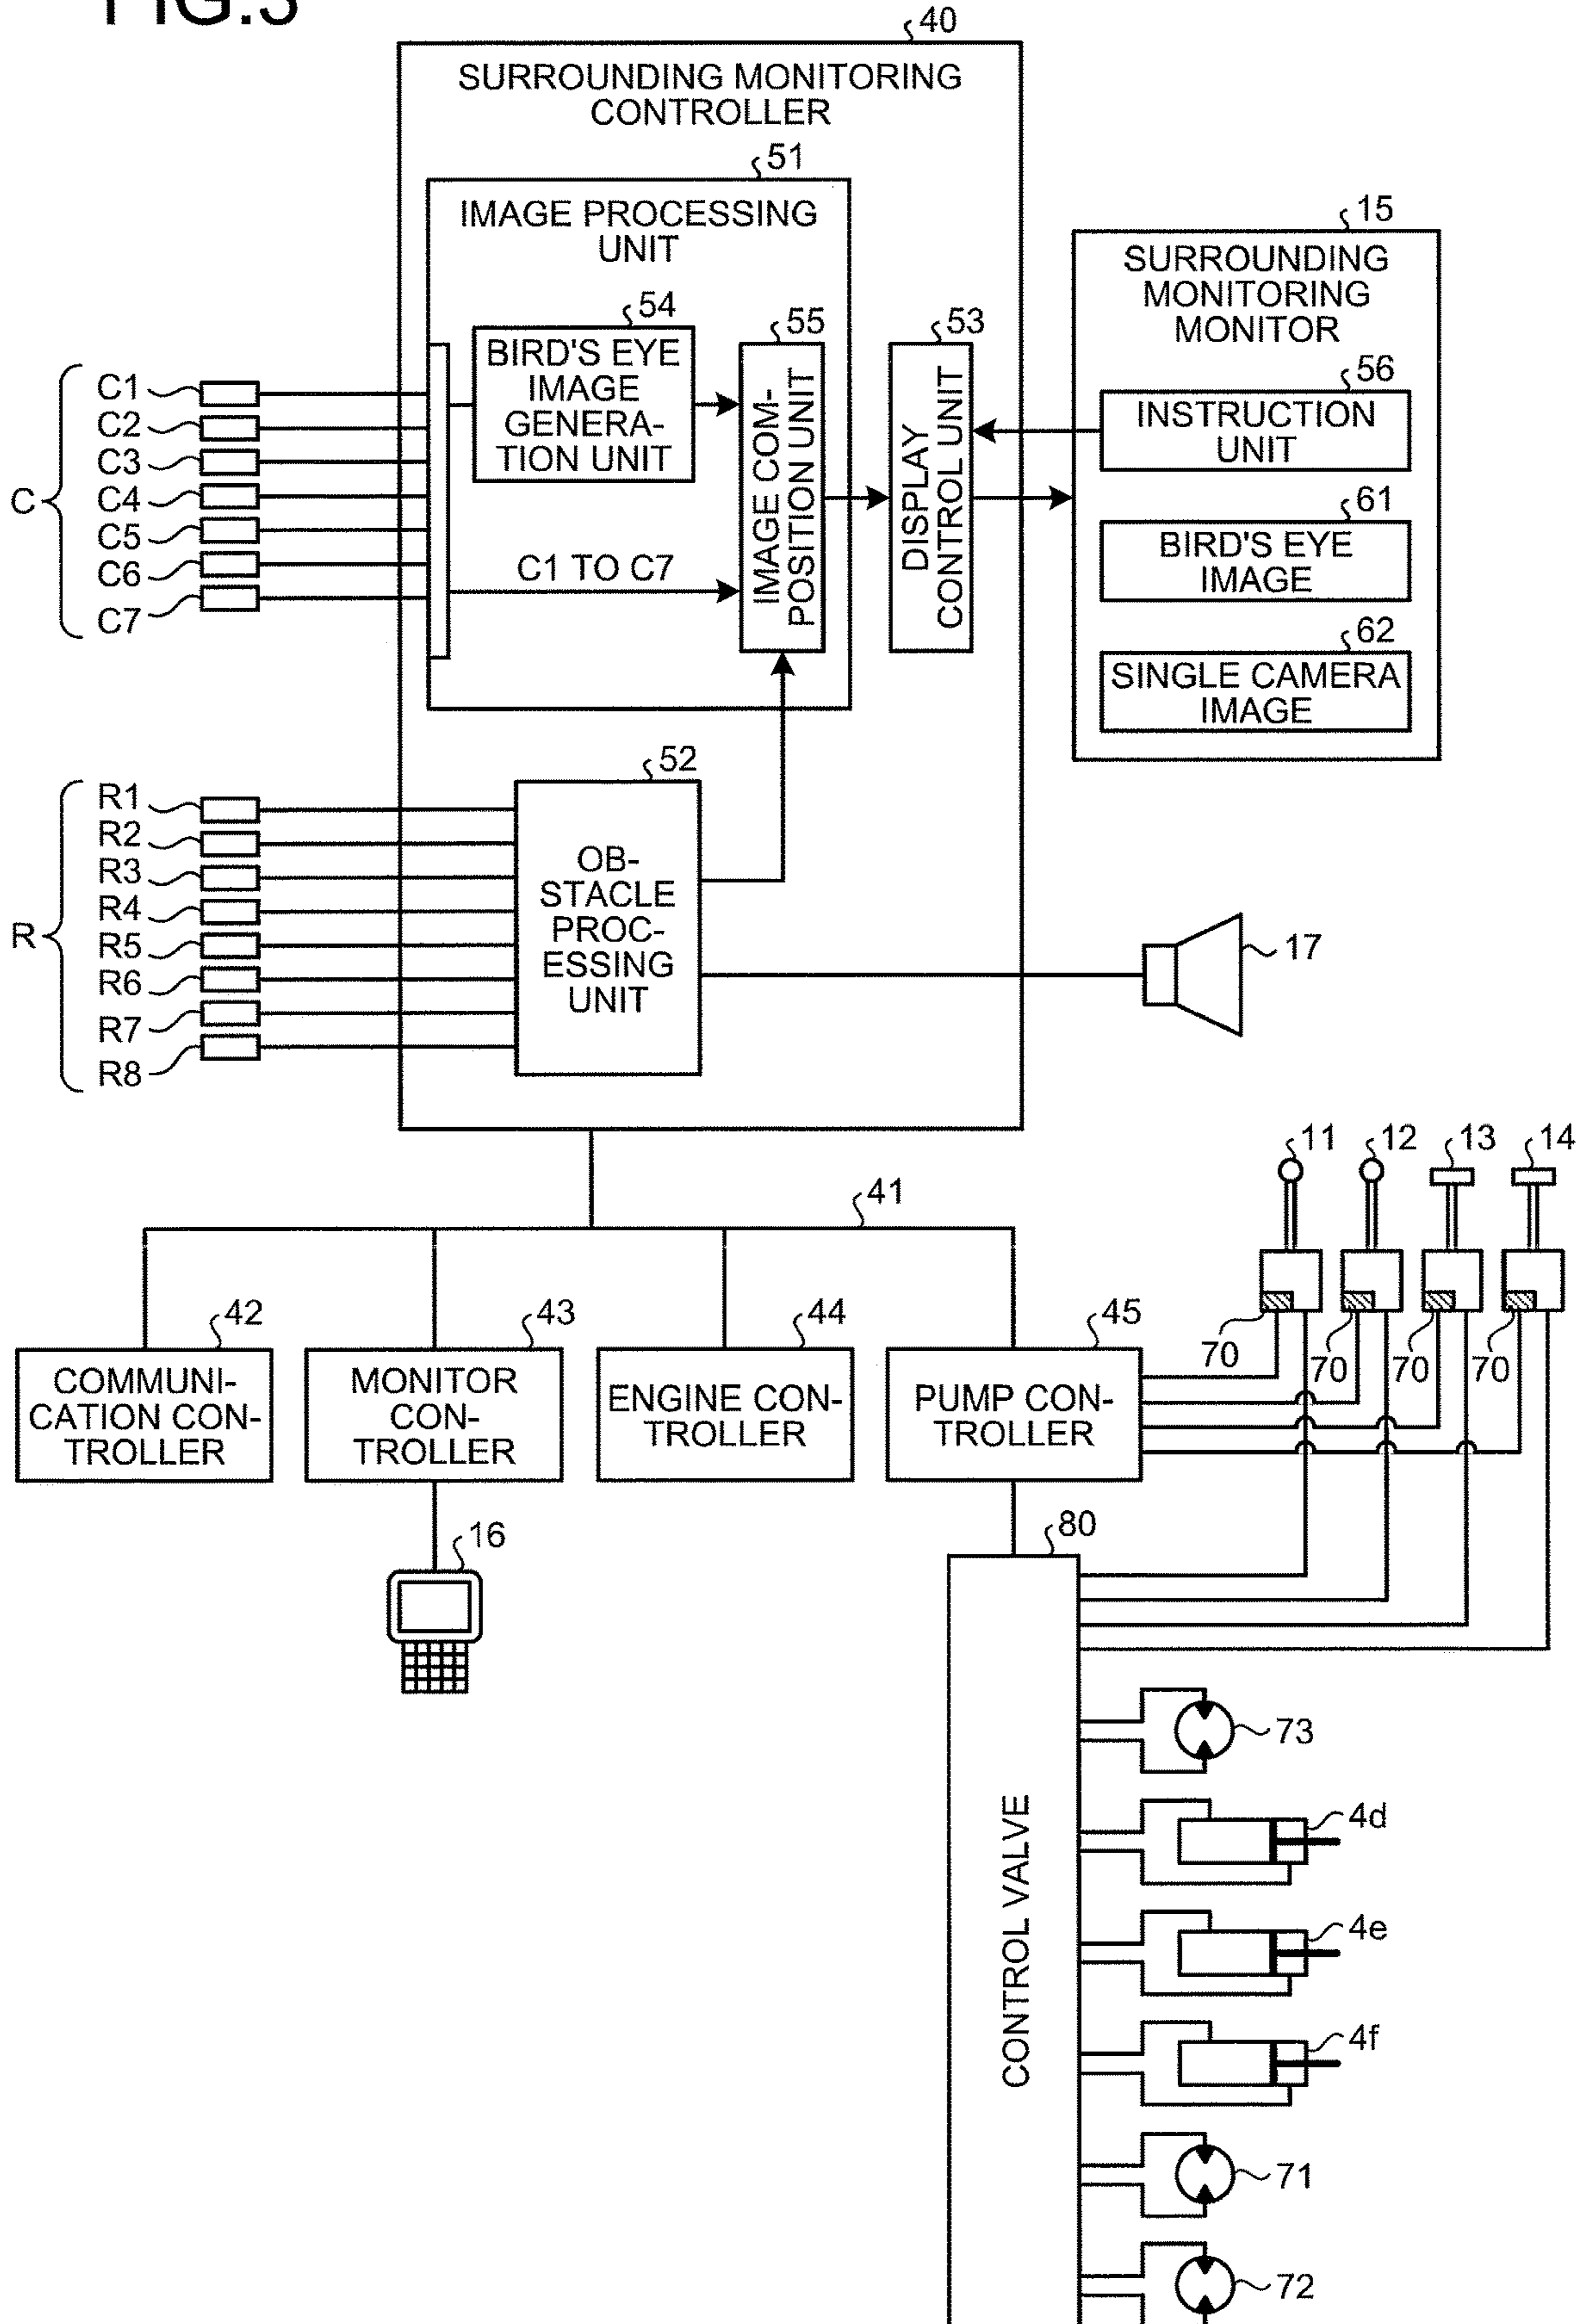 FIG.3
40
SURROUNDING MONITORING
CONTROLLER
51
IMAGE PROCESSING
UNIT
54
BIRD'S EYE
IMAGE
GENERA-
TION UNIT
55
IMAGE COM-
POSITION UNIT
53
DISPLAY
CONTROL UNIT
15
SURROUNDING
MONITORING
MONITOR
56
INSTRUCTION
UNIT
61
BIRD'S EYE
IMAGE
62
SINGLE CAMERA
IMAGE
C
C1
C2
C3
C4
C5
C6
C7
C1 TO C7
52
OB-
STACLE
PROC-
ESSING
UNIT
R
R1
R2
R3
R4
R5
R6
R7
R8
17
11
12
13
14
70
70
70
70
41
42
COMMUNI-
CATION CON-
TROLLER
43
MONITOR
CON-
TROLLER
44
ENGINE CON-
TROLLER
45
PUMP CON-
TROLLER
16
80
CONTROL VALVE
73
4d
4e
4f
71
72